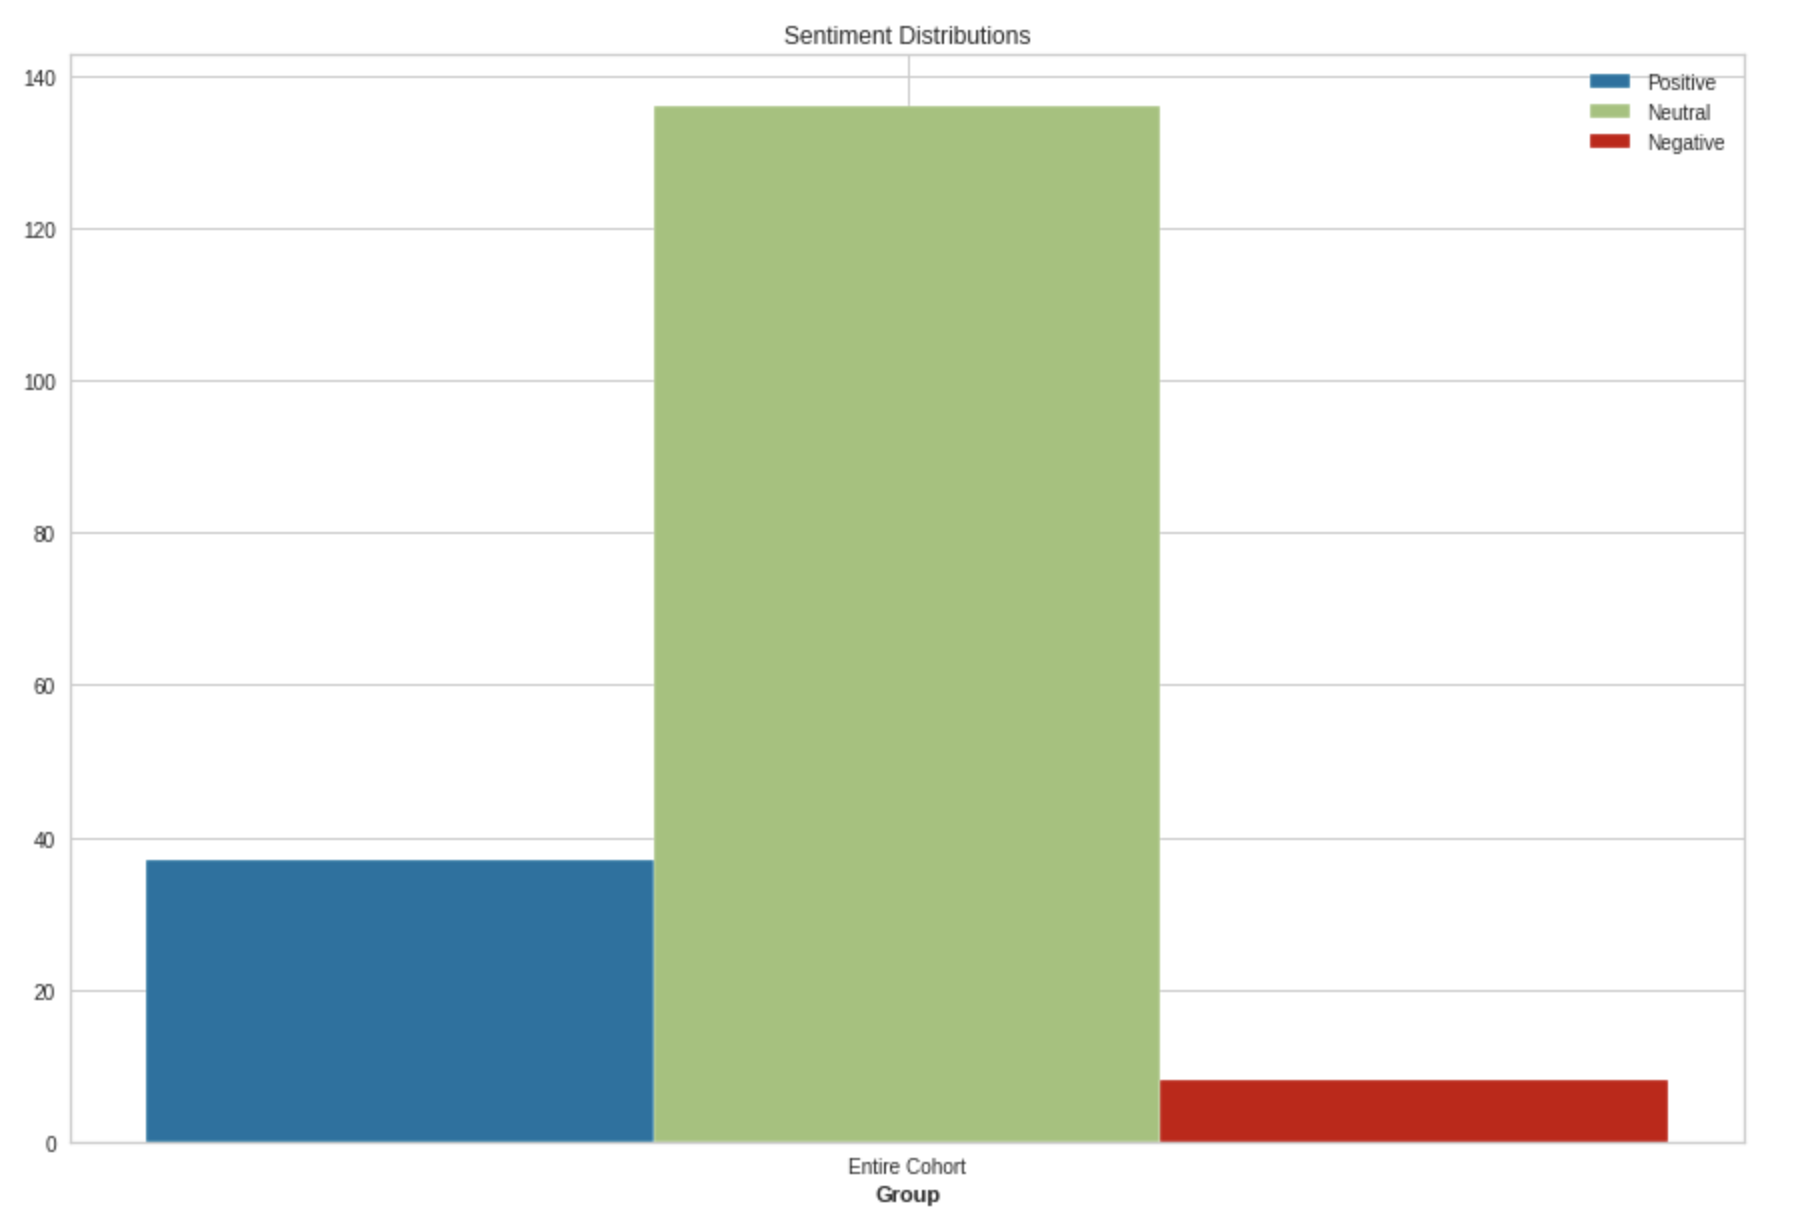 Sentiment Distributions
140
120
100
80
60
40
20
0
Positive
Neutral
Negative
Entire Cohort
Group